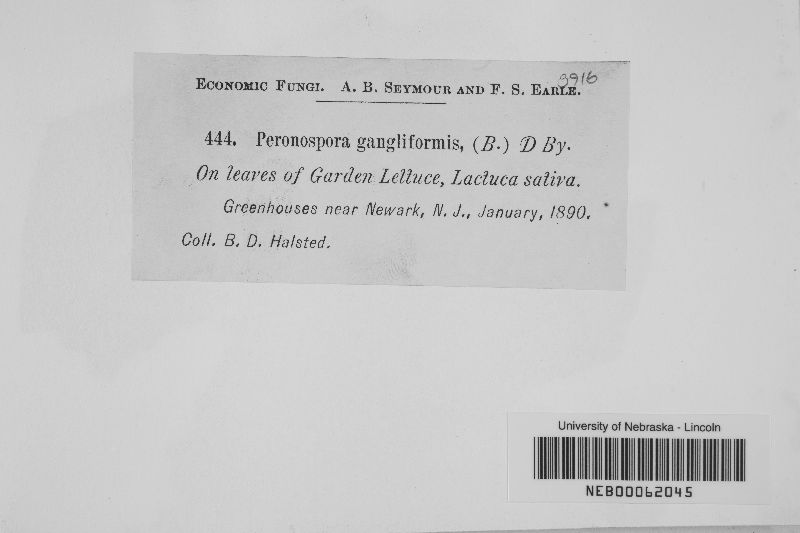 9916
Economic Fungi. A. B. Seymour and F. S. Earle.
444. Peronospora gangliformis, (B.) D By.
On leaves of Garden Lettuce, Lactuca sativa.
Greenhouses near Newark, N. J., January, 1890.
Coll. B. D. Halsted.
University of Nebraska - Lincoln
NEB00062045